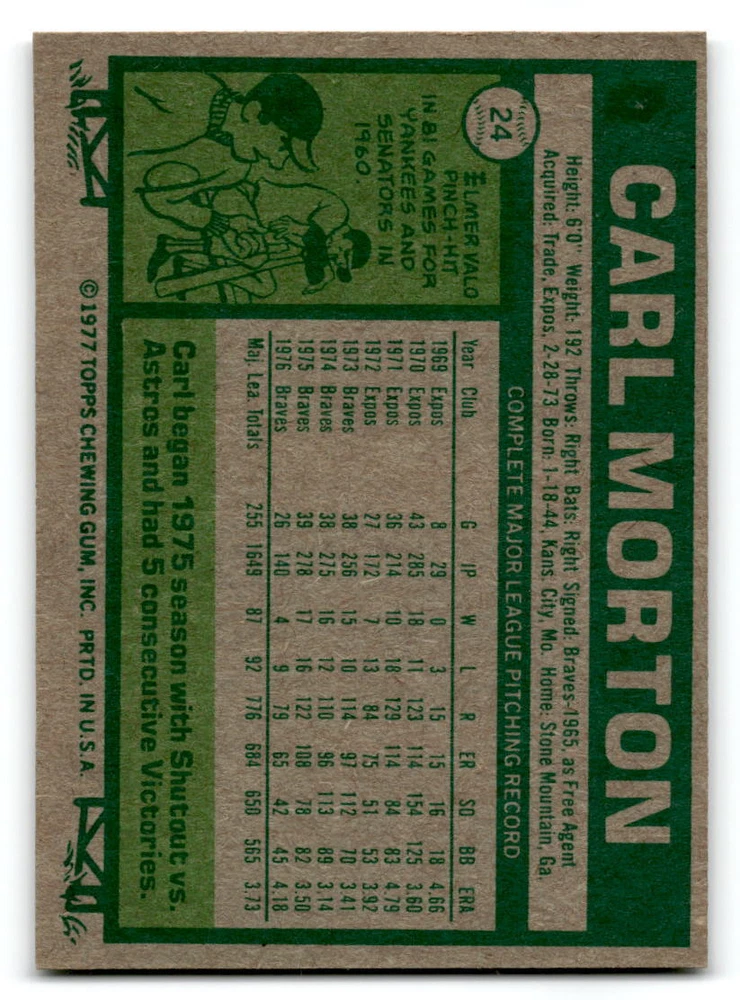 24
CARL MORTON
Height: 6'0" Weight: 192 Throws: Right Bats: Right Signed: Braves-1965, as Free Agent
Acquired: Trade, Expos, 2-28-73 Born: 1-18-44, Kans. City, Mo. Home: Stone Mountain, Ga.
COMPLETE MAJOR LEAGUE PITCHING RECORD
Year Club G IP W L R ER SO BB ERA
1969 Expos 8 29 0 3 15 15 16 18 4.66
1970 Expos 43 285 18 11 123 114 154 125 3.60
1971 Expos 36 214 10 18 129 114 84 83 4.79
1972 Expos 27 172 7 13 84 75 51 53 3.92
1973 Braves 38 256 15 10 114 97 112 70 3.41
1974 Braves 38 275 16 12 110 96 113 89 3.14
1975 Braves 39 278 17 16 122 108 78 82 3.50
1976 Braves 26 140 4 9 79 65 42 45 4.18
Maj. Lea. Totals 255 1649 87 92 776 684 650 565 3.73
ELMER VALO
PINCH-HIT
IN 81 GAMES FOR
YANKEES AND
SENATORS IN
1960.
Carl began 1975 season with Shutout vs.
Astros and had 5 consecutive Victories.
© 1977 TOPPS CHEWING GUM, INC. PRTD. IN U.S.A.